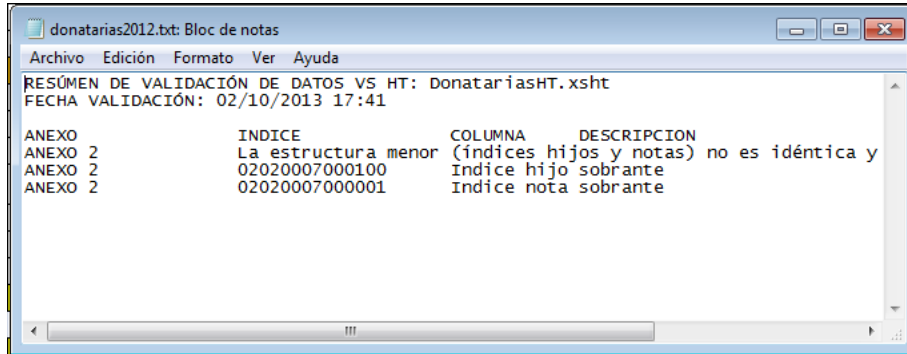 donatarias2012.txt: Bloc de notas
Archivo Edición Formato Ver Ayuda
RESÚMEN DE VALIDACIÓN DE DATOS VS HT: DonatariasHT.xsht
FECHA VALIDACIÓN: 02/10/2013 17:41
ANEXO INDICE COLUMNA DESCRIPCION
ANEXO 2 La estructura menor (índices hijos y notas) no es idéntica y
ANEXO 2 02020007000100 Indice hijo sobrante
ANEXO 2 02020007000001 Indice nota sobrante